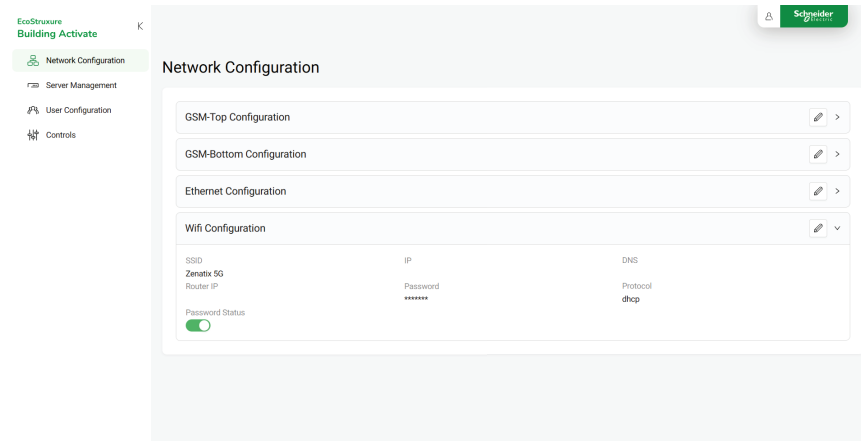 EcoStruxure
Building Activate
Schneider
Electric
Network Configuration
Server Management
User Configuration
Controls
Network Configuration
GSM-Top Configuration
GSM-Bottom Configuration
Ethernet Configuration
Wifi Configuration
SSID IP DNS
Zenatix 5G
Router IP Password Protocol
******* dhcp
Password Status